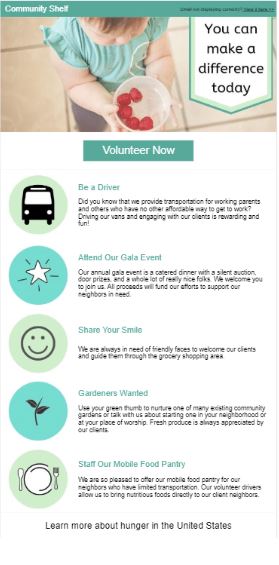 Community Shelf
Email not displaying correctly? View it here >>
You can
make a
difference
today
Volunteer Now
Be a Driver
Did you know that we provide transportation for working parents
and others who have no other affordable way to get to work?
Driving our vans and engaging with our clients is rewarding and
fun!
Attend Our Gala Event
Our annual gala event is a catered dinner with a silent auction,
door prizes, and a whole lot of really nice folks. We welcome you
to join us. All proceeds will fund our efforts to support our
neighbors in need.
Share Your Smile
We are always in need of friendly faces to welcome our clients
and guide them through the grocery shopping area.
Gardeners Wanted
Use your green thumb to nurture one of many existing community
gardens or talk with us about starting one in your neighborhood or
at your place of worship. Fresh produce is always appreciated by
our clients.
Staff Our Mobile Food Pantry
We are so pleased to offer our mobile food pantry for our
neighbors who have limited transportation. Our volunteer drivers
allow us to bring nutritious foods directly to our client neighbors.
Learn more about hunger in the United States